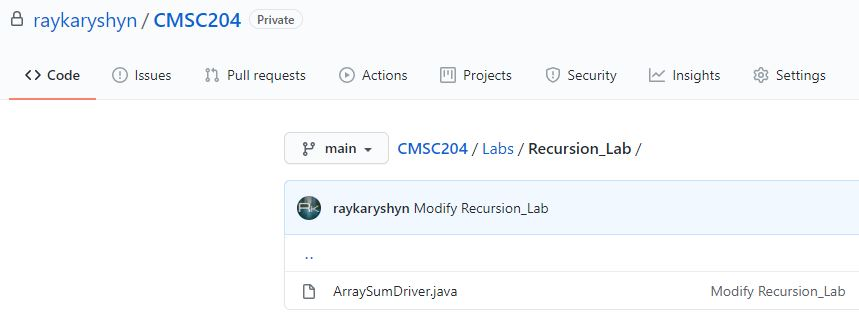 raykaryshyn / CMSC204 Private
Code Issues Pull requests Actions Projects Security Insights Settings
main CMSC204 / Labs / Recursion_Lab /
RK raykaryshyn Modify Recursion_Lab
..
ArraySumDriver.java Modify Recursion_Lab